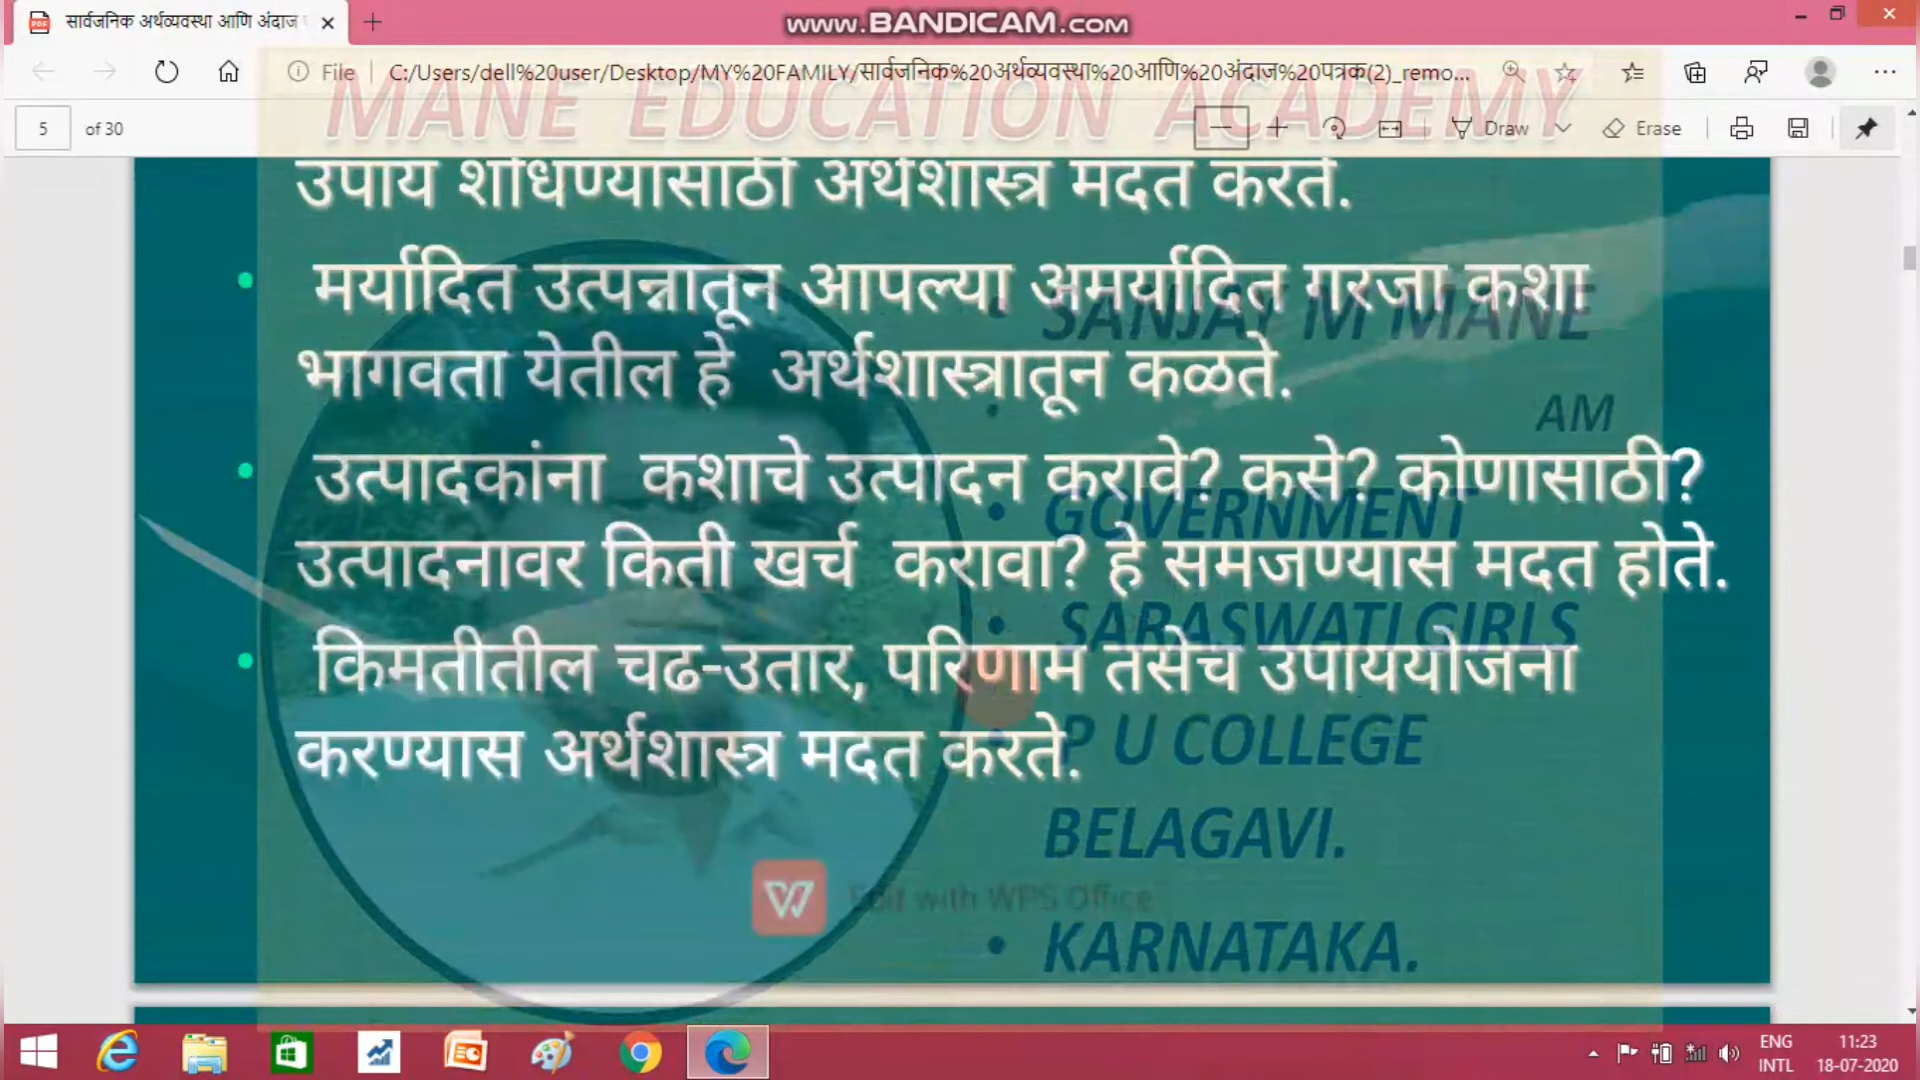 सार्वजनिक अर्थव्यवस्था आणि अंदाज
www.BANDICAM.com
File
C:/Users/dell%20user/Desktop/MY%20FAMILY/सार्वजनिक%20अर्थव्यवस्था%20आणि%20अंदाज%20पत्रक(2)_remo...
MANE EDUCATION ACADEMY
5 of 30
Draw
Erase
उपाय शोधण्यासाठी अर्थशास्त्र मदत करते.
मर्यादित उत्पन्नातून आपल्या अमर्यादित गरजा कशा
भागवता येतील हे अर्थशास्त्रातून कळते.
उत्पादकांना कशाचे उत्पादन करावे? कसे? कोणासाठी?
उत्पादनावर किती खर्च करावा? हे समजण्यास मदत होते.
किमतीतील चढ-उतार, परिणाम तसेच उपाययोजना
करण्यास अर्थशास्त्र मदत करते.
SANJAY M MANE
AM
GOVERNMENT
SARASWATI GIRLS
P U COLLEGE
BELAGAVI.
KARNATAKA.
Edit with WPS Office
ENG
INTL
11:23
18-07-2020